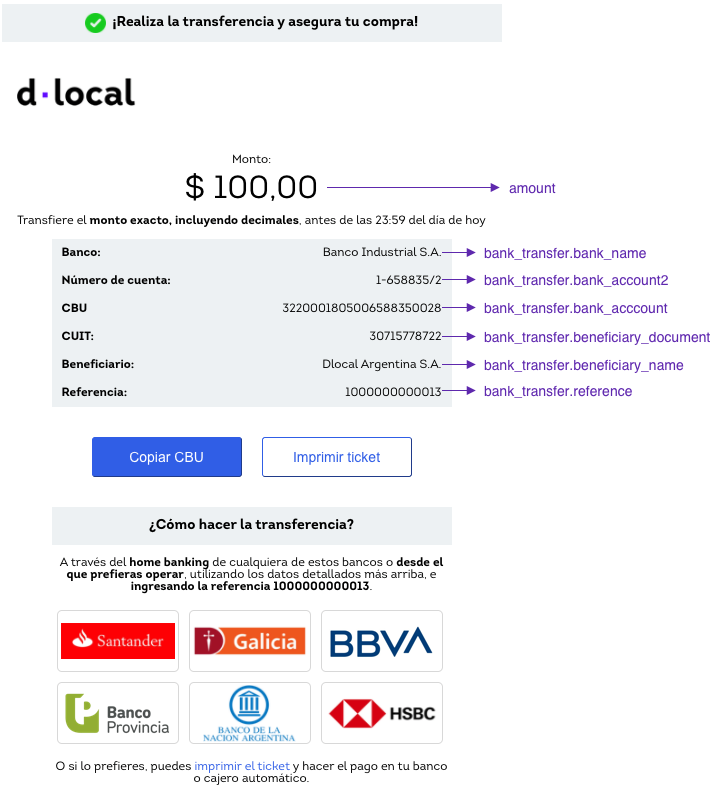 ¡Realiza la transferencia y asegura tu compra!
d·local
Monto:
$ 100,00 amount
Transfiere el monto exacto, incluyendo decimales, antes de las 23:59 del día de hoy
Banco: Banco Industrial S.A. bank_transfer.bank_name
Número de cuenta: 1-658835/2 bank_transfer.bank_account2
CBU 3220001805006588350028 bank_transfer.bank_acccount
CUIT: 30715778722 bank_transfer.beneficiary_document
Beneficiario: Dlocal Argentina S.A. bank_transfer.beneficiary_name
Referencia: 1000000000013 bank_transfer.reference
Copiar CBU Imprimir ticket
¿Cómo hacer la transferencia?
A través del home banking de cualquiera de estos bancos o desde el
que prefieras operar, utilizando los datos detallados más arriba, e
ingresando la referencia 1000000000013.
Santander Galicia BBVA
Banco
Provincia
BANCO DE LA
NACION ARGENTINA
HSBC
O si lo prefieres, puedes imprimir el ticket y hacer el pago en tu banco
o cajero automático.